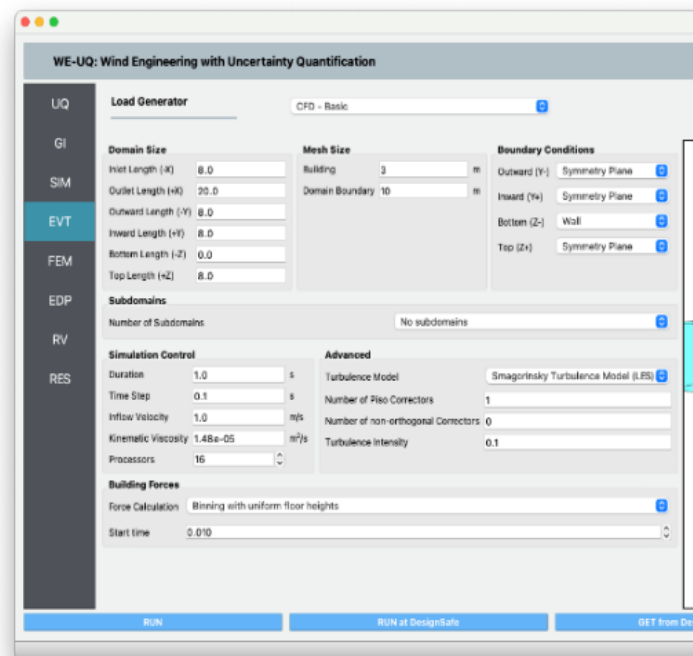 WE-UQ: Wind Engineering with Uncertainty Quantification
UQ
GI
SIM
EVT
FEM
EDP
RV
RES
Load Generator CFD - Basic
Domain Size
Inlet Length (-X) 8.0
Outlet Length (+X) 20.0
Outward Length (-Y) 8.0
Inward Length (+Y) 8.0
Bottom Length (-Z) 0.0
Top Length (+Z) 8.0
Mesh Size
Building 3 m
Domain Boundary 10 m
Boundary Conditions
Outward (Y-) Symmetry Plane
Inward (Y+) Symmetry Plane
Bottom (Z-) Wall
Top (Z+) Symmetry Plane
Subdomains
Number of Subdomains No subdomains
Simulation Control
Duration 1.0 s
Time Step 0.1 s
Inflow Velocity 1.0 m/s
Kinematic Viscosity 1.48e-05 m²/s
Processors 16
Advanced
Turbulence Model Smagorinsky Turbulence Model (LES)
Number of Piso Correctors 1
Number of non-orthogonal Correctors 0
Turbulence Intensity 0.1
Building Forces
Force Calculation Binning with uniform floor heights
Start time 0.010
RUN RUN at DesignSafe GET from De